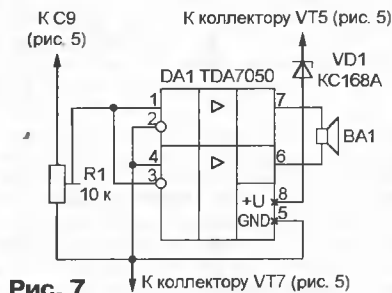 К С9
(рис. 5)
К коллектору VT5 (рис. 5)
VD1
КС168А
DA1 TDA7050
1
2
4
3
7
6
8
5
+U
GND
R1
10 к
BA1
Рис. 7
К коллектору VT7 (рис. 5)